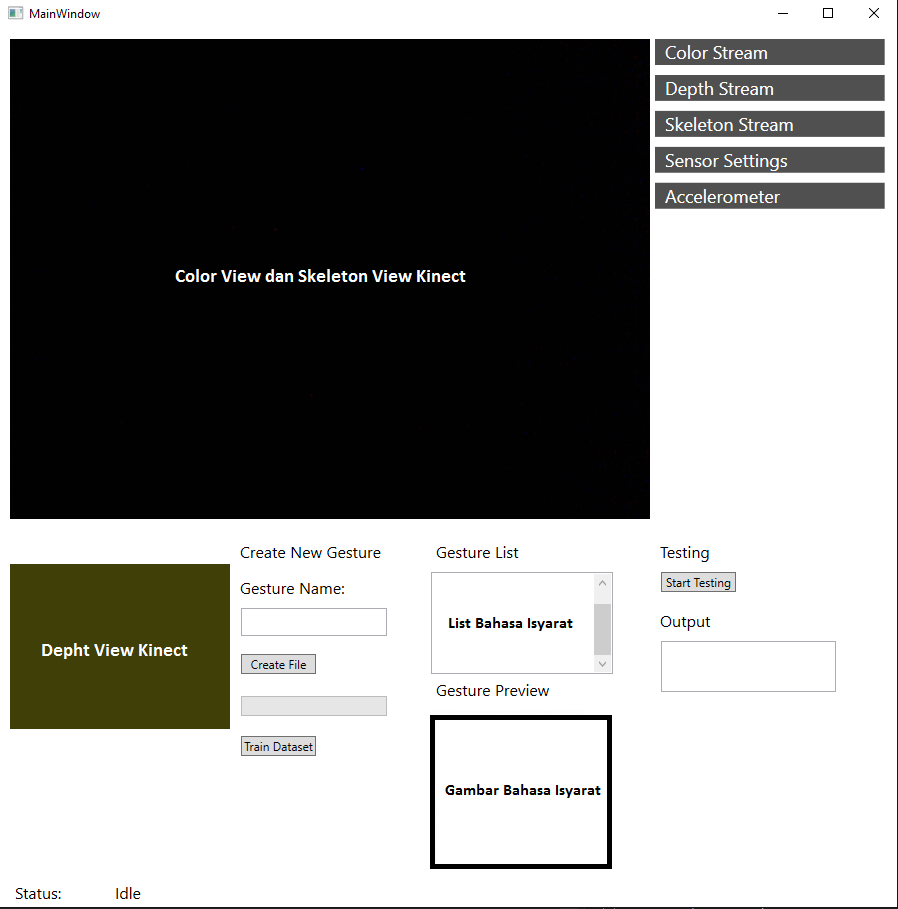 MainWindow
Color Stream
Depth Stream
Skeleton Stream
Sensor Settings
Accelerometer
Color View dan Skeleton View Kinect
Depht View Kinect
Create New Gesture
Gesture Name:
Create File
Train Dataset
Gesture List
List Bahasa Isyarat
Gesture Preview
Gambar Bahasa Isyarat
Testing
Start Testing
Output
Status: Idle